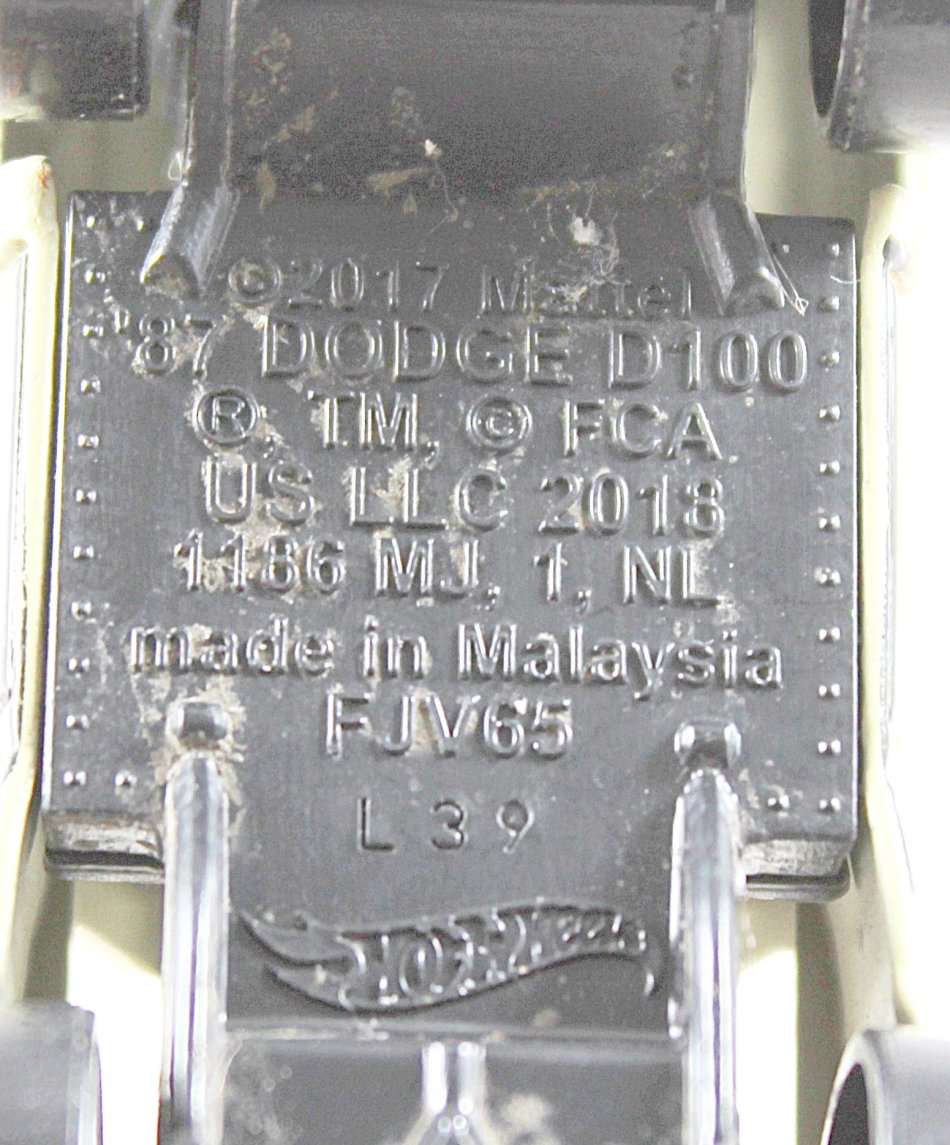 ©2017 Mattel
'87 DODGE D100
®, TM, © FCA
US LLC 2018
1186 MJ, 1, NL
made in Malaysia
FJV65
L39
HOT WHEELS